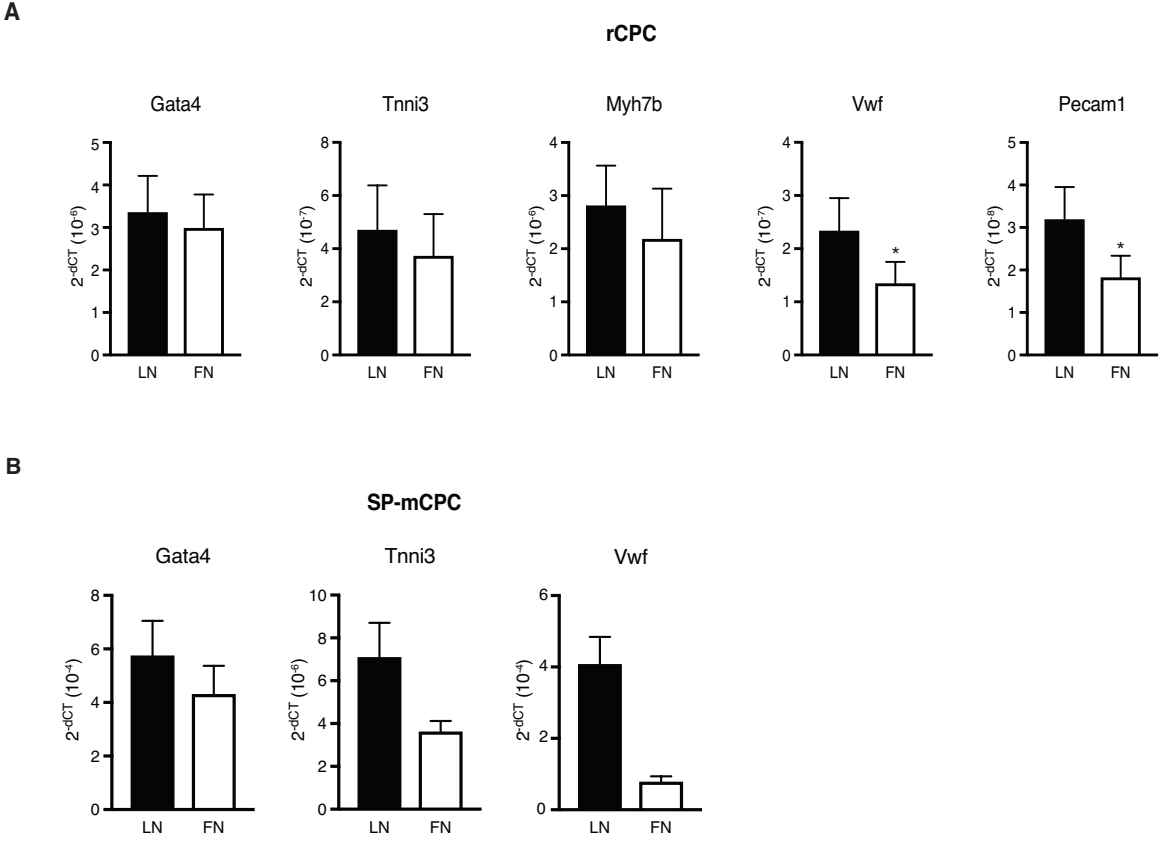 A
rCPC
Gata4 Tnni3 Myh7b Vwf Pecam1
2-dCT (10-6) 5 4 3 2 1 0 LN FN
2-dCT (10-7) 8 6 4 2 0 LN FN
2-dCT (10-6) 4 3 2 1 0 LN FN
2-dCT (10-7) 4 3 2 1 0 * LN FN
2-dCT (10-8) 5 4 3 2 1 0 * LN FN
B
SP-mCPC
Gata4 Tnni3 Vwf
2-dCT (10-4) 8 6 4 2 0 LN FN
2-dCT (10-6) 10 8 6 4 2 0 LN FN
2-dCT (10-4) 6 4 2 0 LN FN